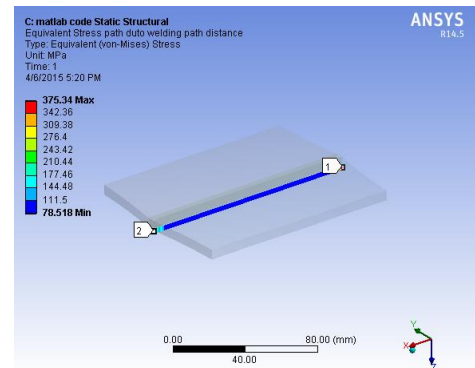 C: matlab code Static Structural
Equivalent Stress path duto welding path distance
Type: Equivalent (von-Mises) Stress
Unit: MPa
Time: 1
4/6/2015 5:20 PM
ANSYS
R14.5
375.34 Max
342.36
309.38
276.4
243.42
210.44
177.46
144.48
111.5
78.518 Min
1
2
0.00
80.00 (mm)
40.00
Y
X
Z